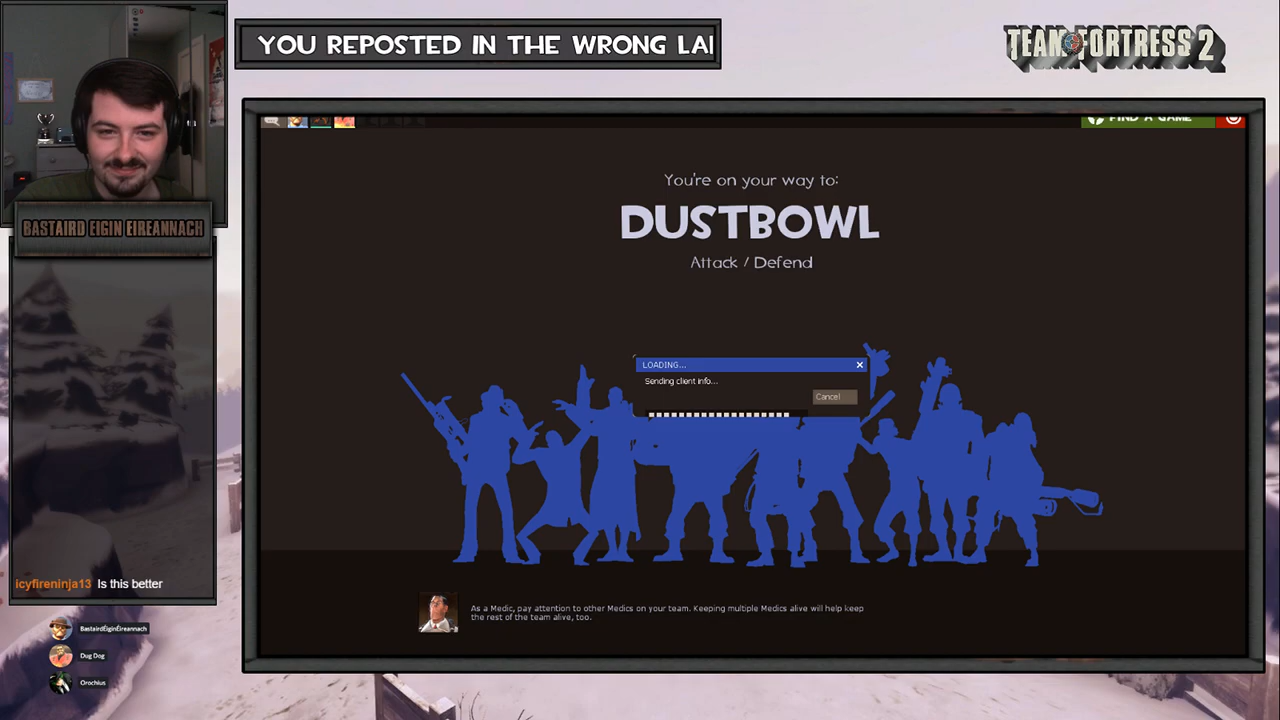 YOU REPOSTED IN THE WRONG LA
TEAM FORTRESS 2
FIND A GAME
You're on your way to:
DUSTBOWL
Attack / Defend
BASTAIRD EIGIN EIREANNACH
LOADING...
Sending client info...
Cancel
icyfireninja13 Is this better
As a Medic, pay attention to other Medics on your team. Keeping multiple Medics alive will help keep
the rest of the team alive, too.
BastairdÉiginÉireannach
Dug Dog
Orochius